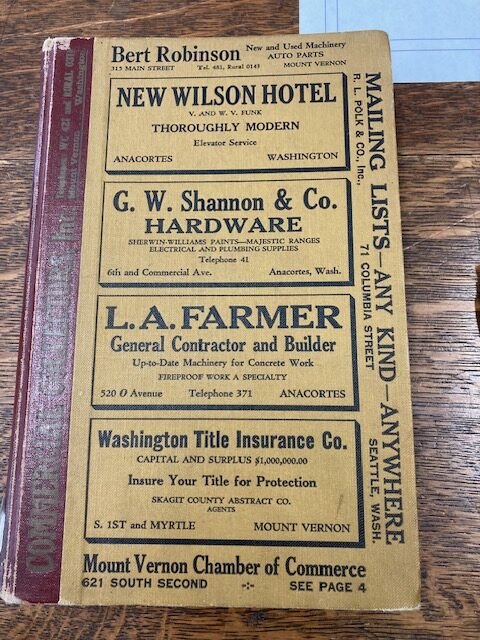 Bert Robinson New and Used Machinery
AUTO PARTS
315 MAIN STREET Tel. 481, Rural 0143 MOUNT VERNON
NEW WILSON HOTEL
V. AND W. V. FUNK
THOROUGHLY MODERN
Elevator Service
ANACORTES WASHINGTON
G. W. Shannon & Co.
HARDWARE
SHERWIN-WILLIAMS PAINTS—MAJESTIC RANGES
ELECTRICAL AND PLUMBING SUPPLIES
Telephone 41
6th and Commercial Ave. Anacortes, Wash.
L. A. FARMER
General Contractor and Builder
Up-to-Date Machinery for Concrete Work
FIREPROOF WORK A SPECIALTY
520 O Avenue Telephone 371 ANACORTES
Washington Title Insurance Co.
CAPITAL AND SURPLUS $1,000,000.00
Insure Your Title for Protection
SKAGIT COUNTY ABSTRACT CO.
AGENTS
S. 1ST and MYRTLE MOUNT VERNON
Mount Vernon Chamber of Commerce
621 SOUTH SECOND -:- SEE PAGE 4
MAILING LISTS—ANY KIND—ANYWHERE
R. L. POLK & CO., Inc., 71 COLUMBIA STREET SEATTLE, WASH.
COMMERCIAL
Mount Vernon, Washington